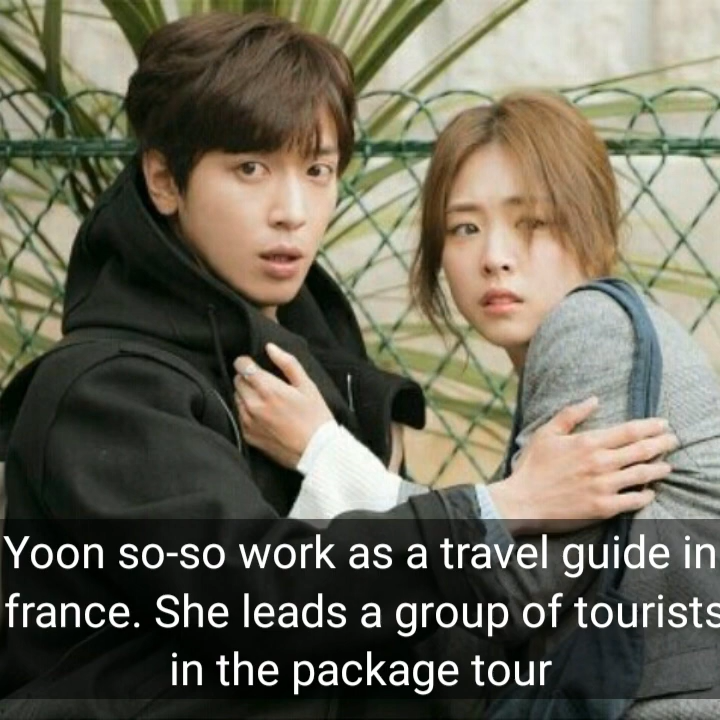 Yoon so-so work as a travel guide in
france. She leads a group of tourists
in the package tour